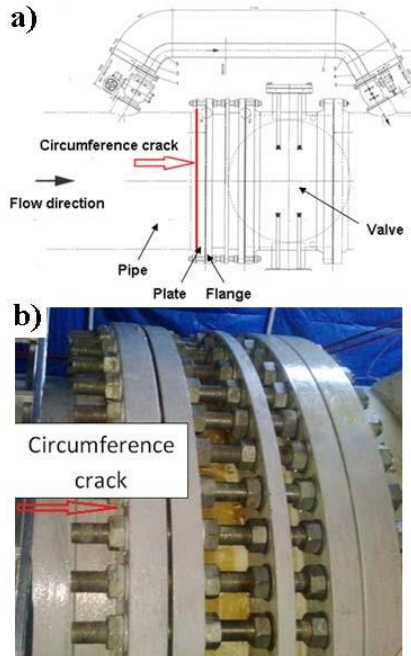 a)
Circumference crack
Flow direction
Valve
Pipe
Plate
Flange
b)
Circumference
crack